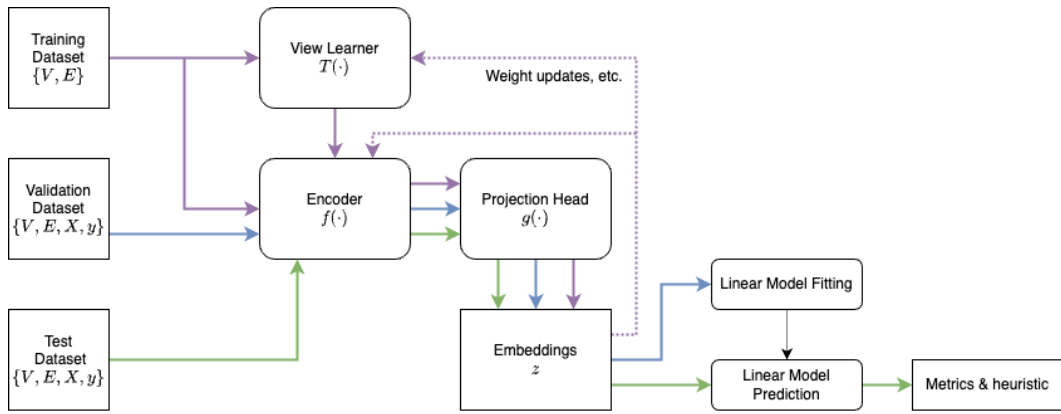 Training
Dataset
{V, E}
View Learner
T(·)
Weight updates, etc.
Validation
Dataset
{V, E, X, y}
Encoder
f(·)
Projection Head
g(·)
Linear Model Fitting
Test
Dataset
{V, E, X, y}
Embeddings
z
Linear Model
Prediction
Metrics & heuristic